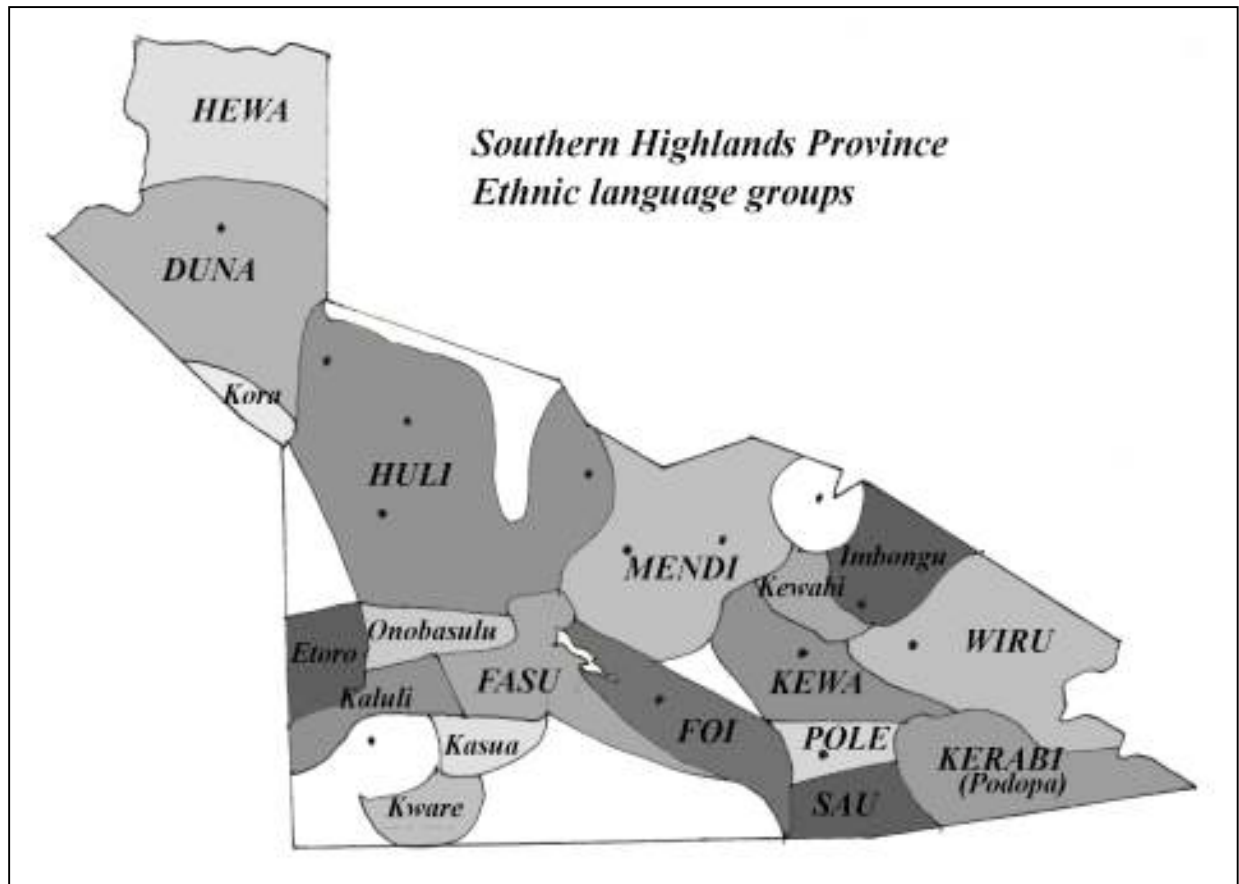 HEWA
Southern Highlands Province
Ethnic language groups
DUNA
Kora
HULI
MENDI
Imbongu
Kewabi
Onobasulu
Etoro
WIRU
FASU
KEWA
Kaluli
FOI
POLE
Kasua
KERABI
(Podopa)
Kware
SAU